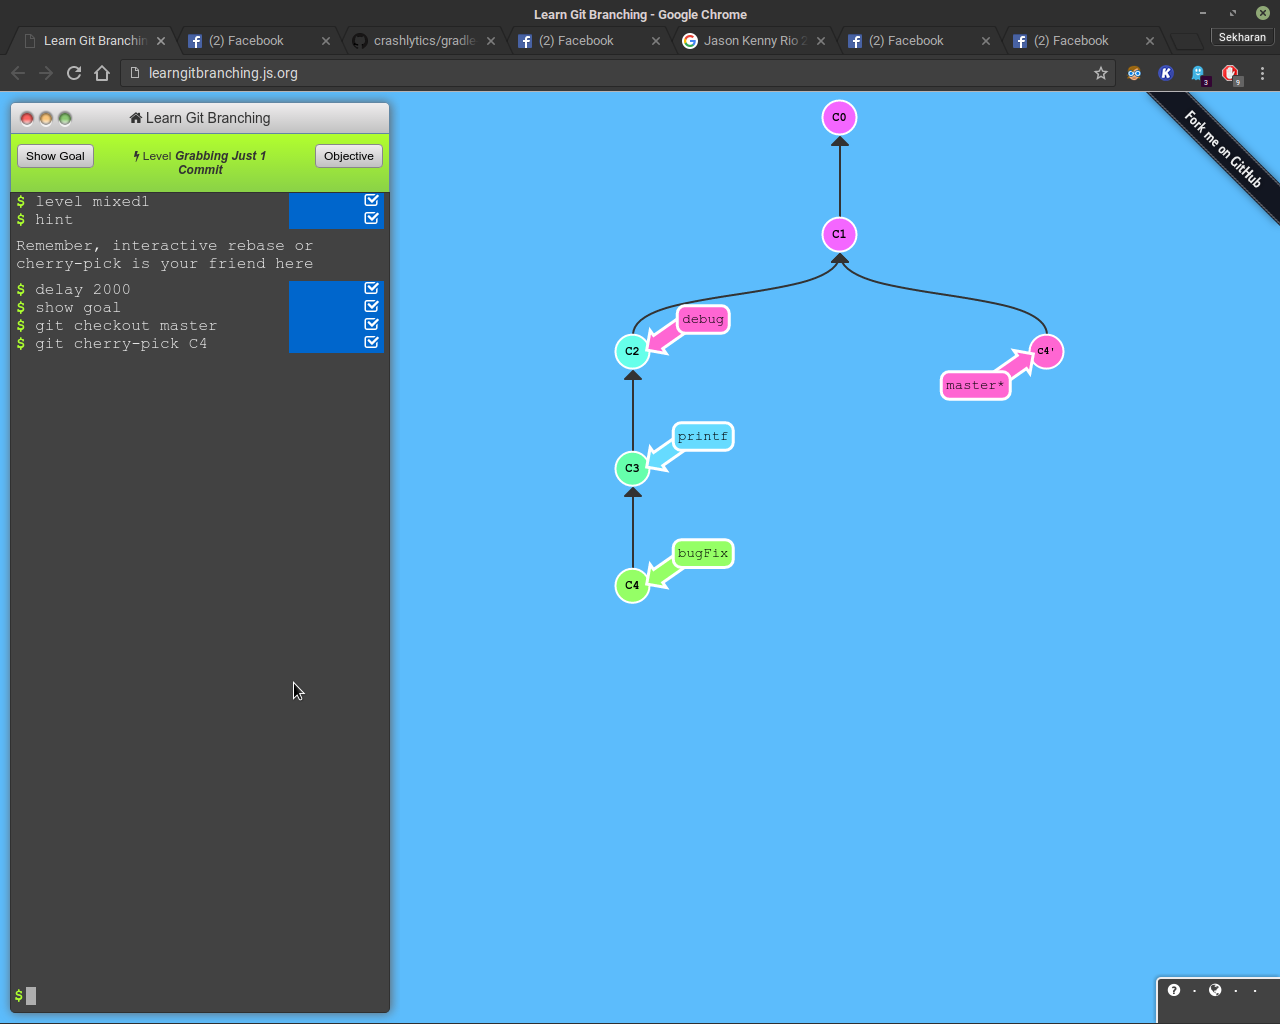 Learn Git Branching - Google Chrome
Learn Git Branchin
(2) Facebook
crashlytics/gradle
(2) Facebook
Jason Kenny Rio 2
(2) Facebook
(2) Facebook
Sekharan
learngitbranching.js.org
K
3
9
Learn Git Branching
Show Goal
Level Grabbing Just 1
Commit
Objective
$ level mixed1
$ hint
Remember, interactive rebase or
cherry-pick is your friend here
$ delay 2000
$ show goal
$ git checkout master
$ git cherry-pick C4
$
C0
C1
debug
C2
C4'
master*
printf
C3
bugFix
C4
Fork me on GitHub
?